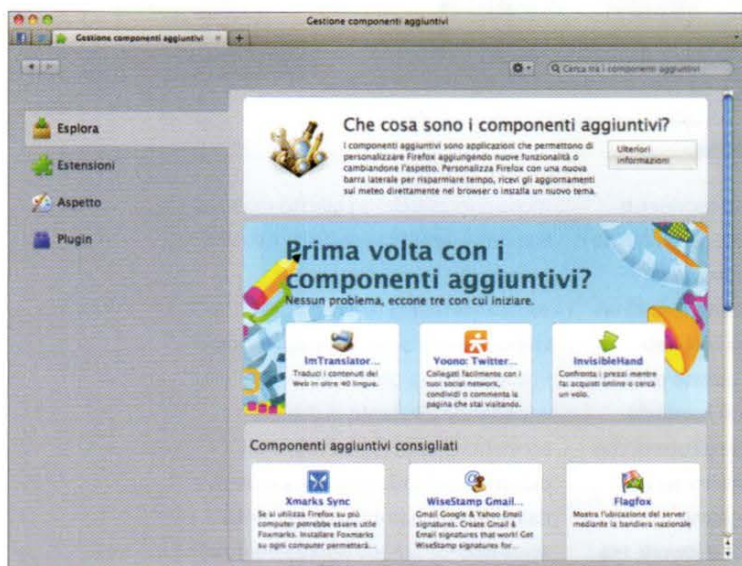 Gestione componenti aggiuntivi
Gestione componenti aggiuntivi
Cerca tra i componenti aggiuntivi
Esplora
Estensioni
Aspetto
Plugin
Che cosa sono i componenti aggiuntivi?
I componenti aggiuntivi sono applicazioni che permettono di
personalizzare Firefox aggiungendo nuove funzionalità o
cambiandone l'aspetto. Personalizza Firefox con una nuova
barra laterale per risparmiare tempo, ricevi gli aggiornamenti
sul meteo direttamente nel browser o installa un nuovo tema.
Ulteriori
informazioni
Prima volta con i
componenti aggiuntivi?
Nessun problema, eccone tre con cui iniziare.
ImTranslator...
Traduci i contenuti del
Web in oltre 40 lingue.
Yoono: Twitter...
Collegati facilmente con i
tuoi social network,
condividi o commenta la
pagina che stai visitando.
InvisibleHand
Confronta i prezzi mentre
fai acquisti online o cerca
un volo.
Componenti aggiuntivi consigliati
Xmarks Sync
Se si utilizza Firefox su più
computer potrebbe essere utile
Foxmarks. Installare Foxmarks
su ogni computer permetterà...
WiseStamp Gmail...
Gmail Google & Yahoo Email
signatures. Create Gmail &
Email signatures that work! Get
WiseStamp signatures for...
Flagfox
Mostra l'ubicazione del server
mediante la bandiera nazionale